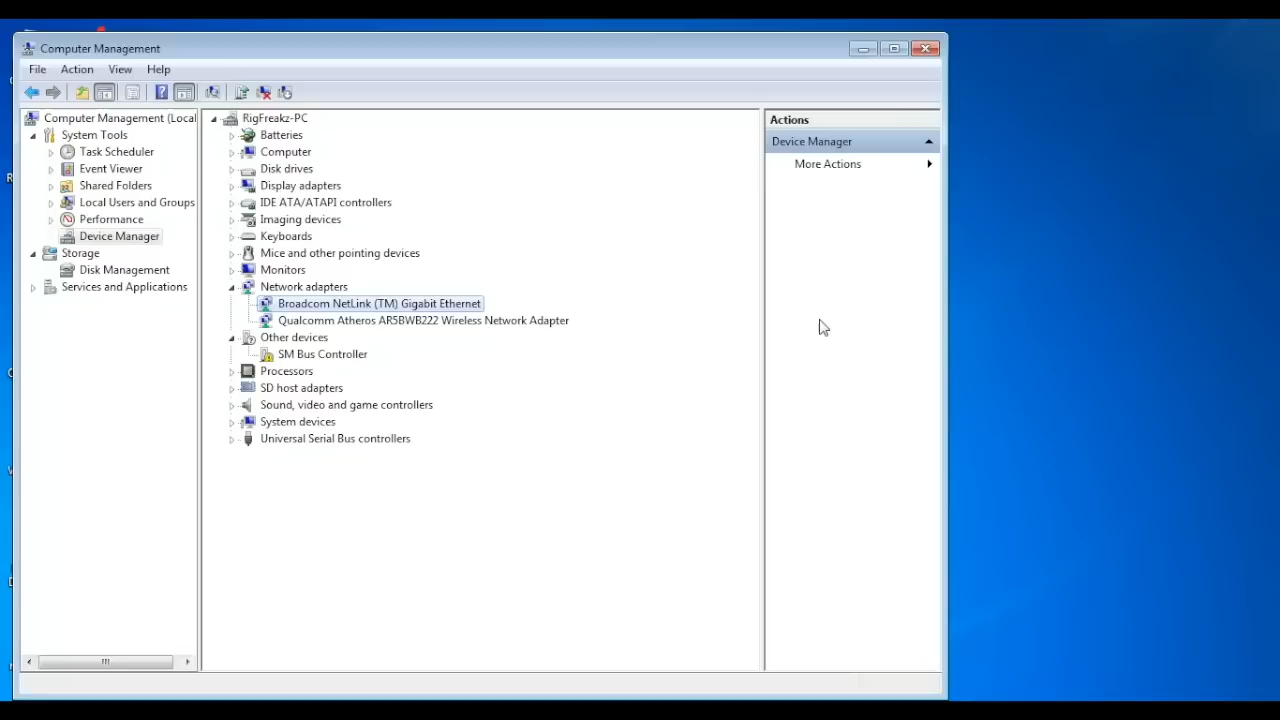 Computer Management
File Action View Help
Computer Management (Local
System Tools
Task Scheduler
Event Viewer
Shared Folders
Local Users and Groups
Performance
Device Manager
Storage
Disk Management
Services and Applications
RigFreakz-PC
Batteries
Computer
Disk drives
Display adapters
IDE ATA/ATAPI controllers
Imaging devices
Keyboards
Mice and other pointing devices
Monitors
Network adapters
Broadcom NetLink (TM) Gigabit Ethernet
Qualcomm Atheros AR5BWB222 Wireless Network Adapter
Other devices
SM Bus Controller
Processors
SD host adapters
Sound, video and game controllers
System devices
Universal Serial Bus controllers
Actions
Device Manager
More Actions